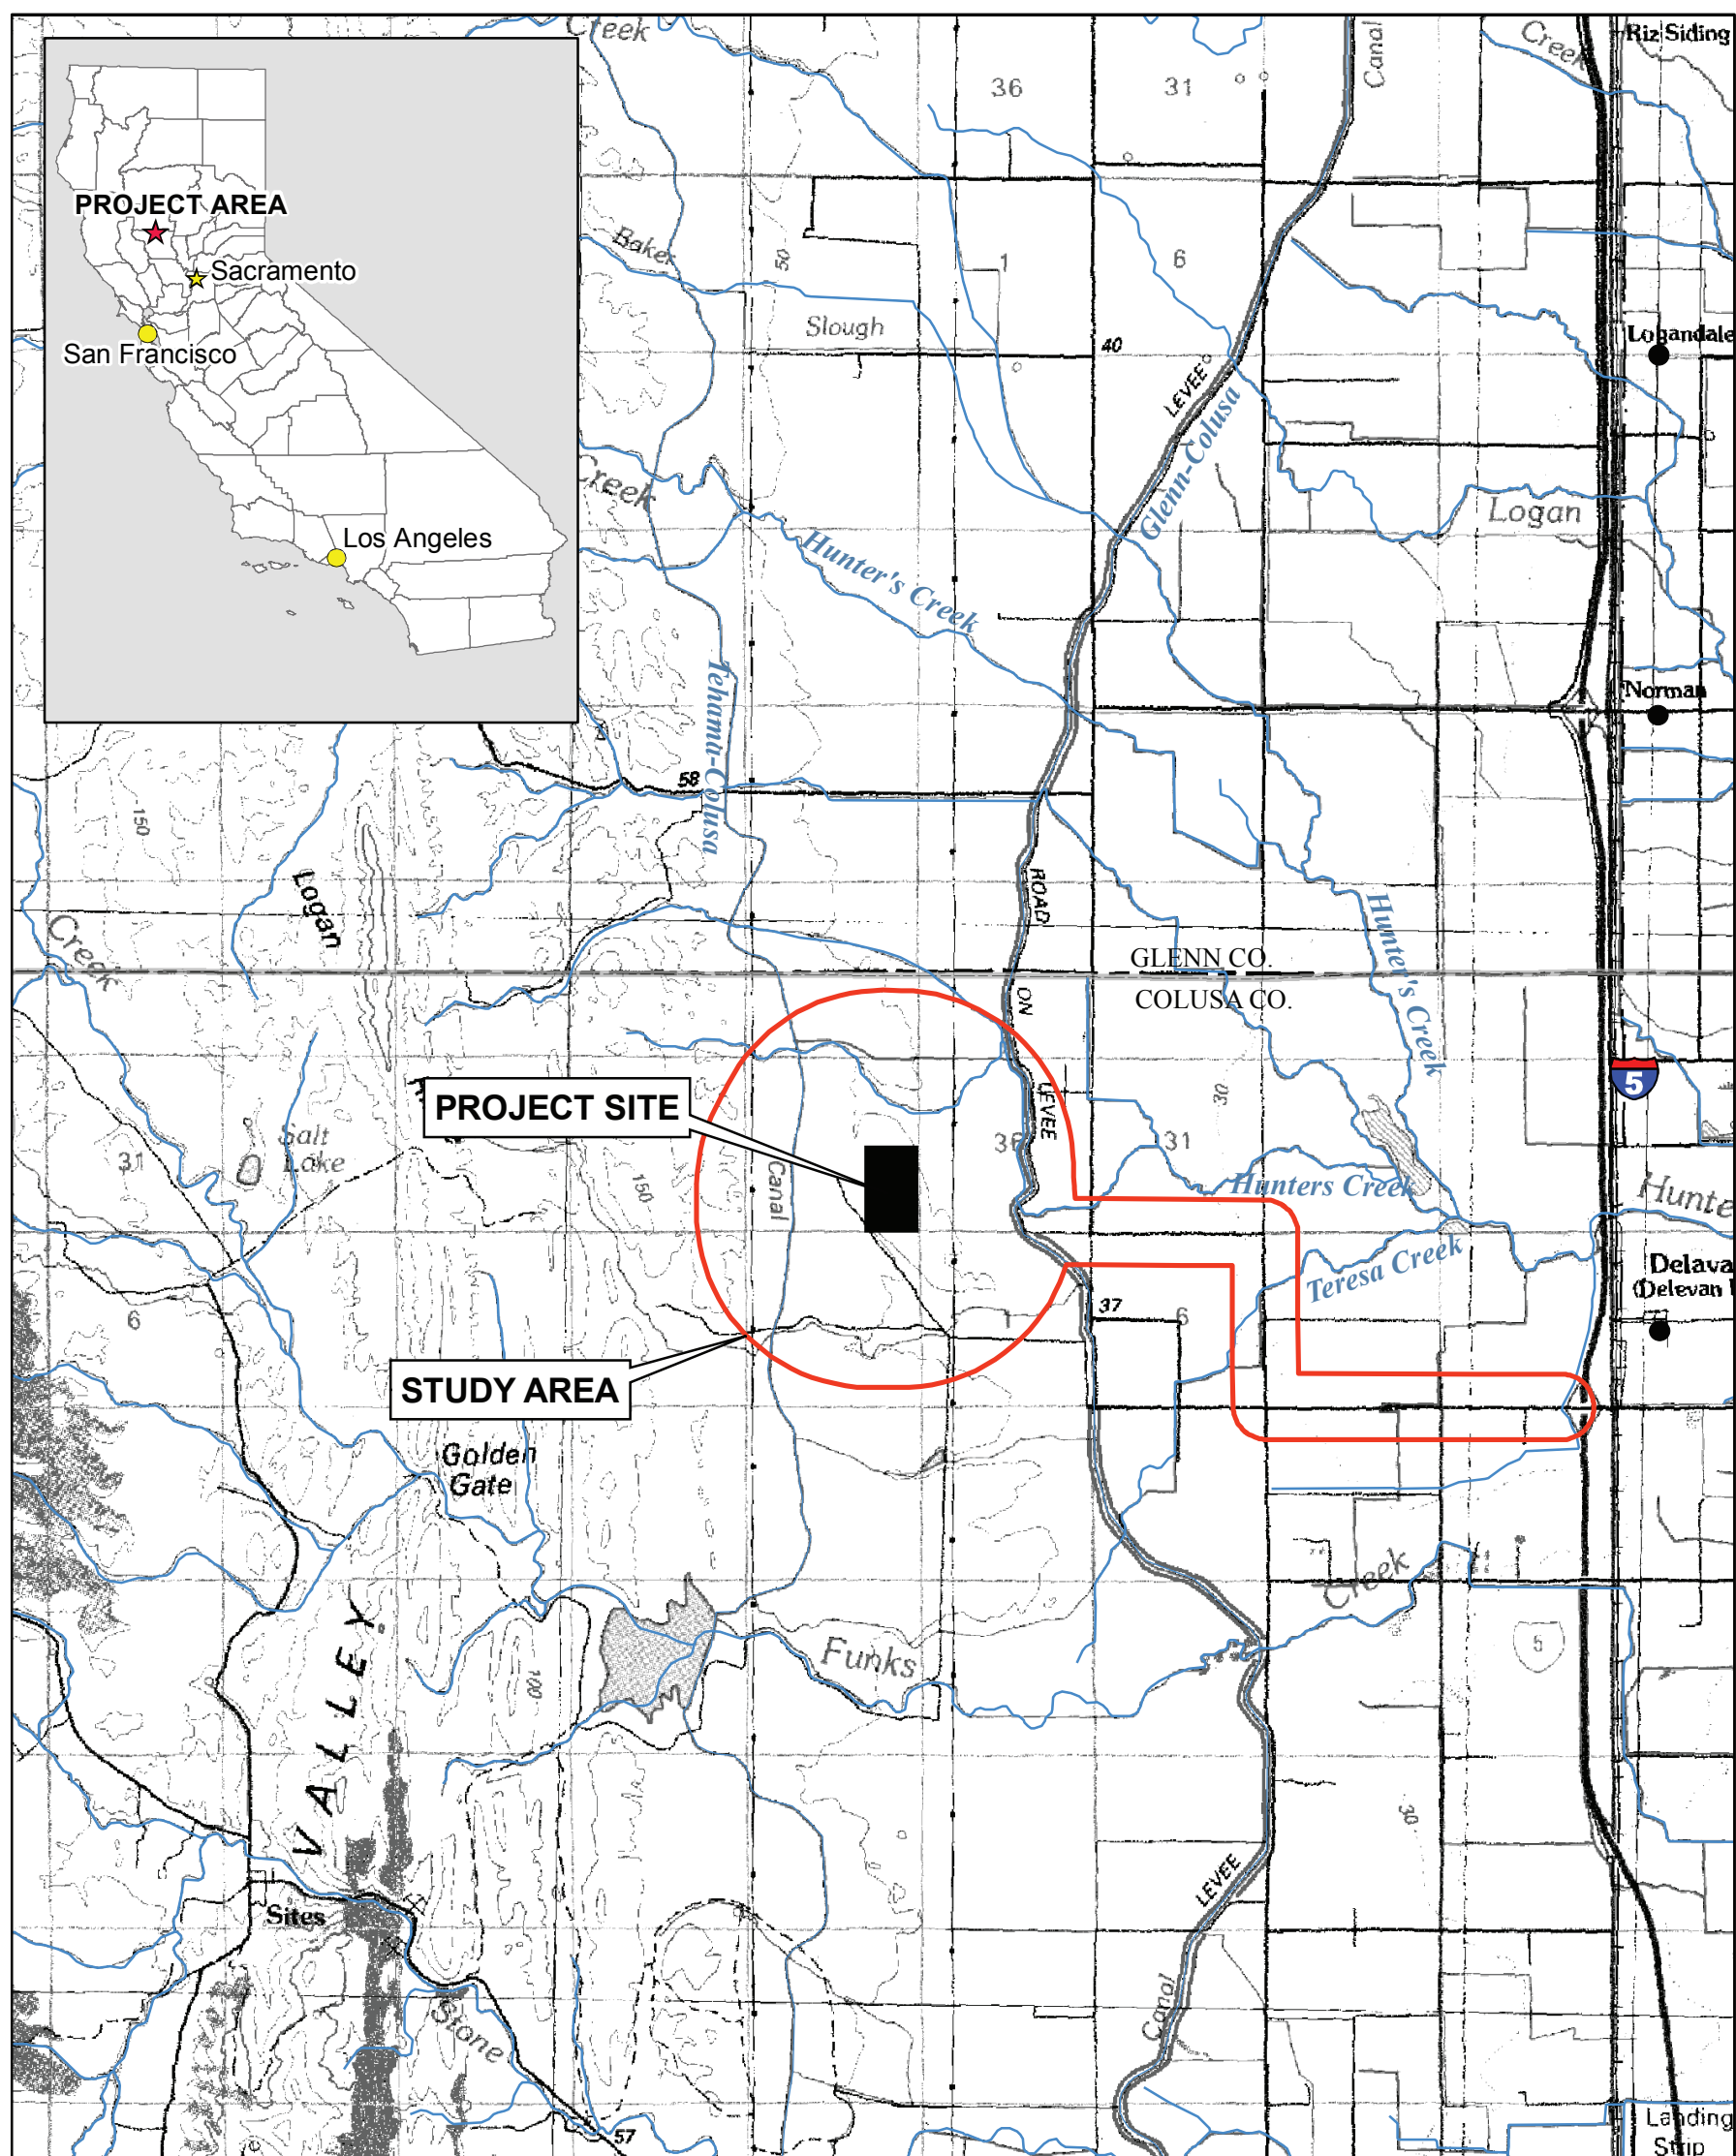 Creek
36
31
Canal
Creek
Riz Siding
PROJECT AREA
Sacramento
San Francisco
Los Angeles
Baker
50
1
6
Slough
40
LEVEE
Glenn-Colusa
Logandale
Creek
Hunter's Creek
Logan
Tehama-Colusa
Norman
58
150
Logan
ROAD
Creek
Hunter's Creek
GLENN CO.
COLUSA CO.
ON
LEVEE
5
30
PROJECT SITE
36
31
31
Salt
Lake
150
Canal
Hunters Creek
Hunte
Teresa Creek
Delava
(Delevan
37
6
1
6
STUDY AREA
Golden
Gate
Creek
5
VALLEY
Funks
100
30
LEVEE
Sites
Stone
Canal
57
Landing
Strip